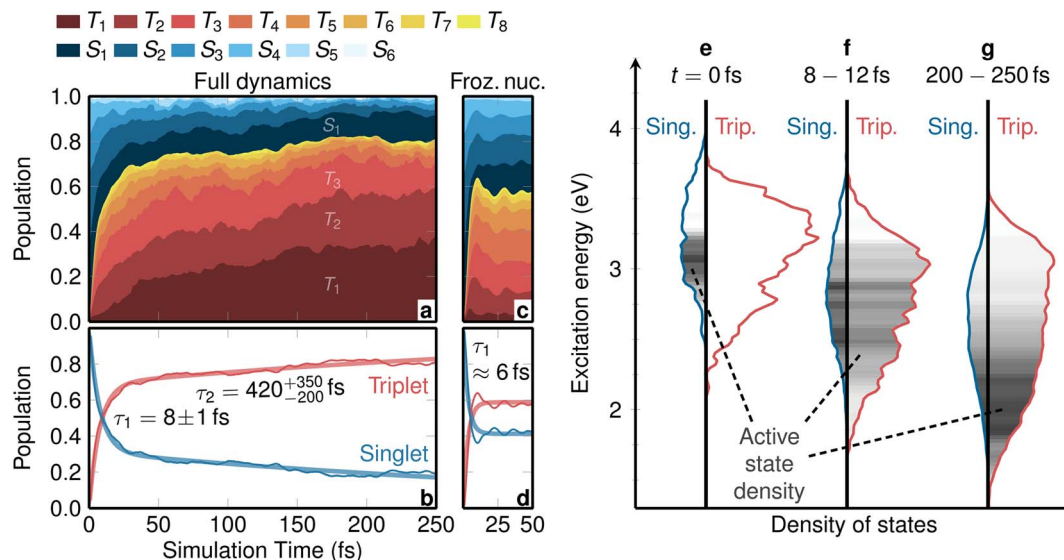 T1 T2 T3 T4 T5 T6 T7 T8
S1 S2 S3 S4 S5 S6
Full dynamics
Froz. nuc.
Population
1.0
0.8
0.6
0.4
0.2
0.0
S1
T3
T2
T1
a
c
Population
0.8
0.6
0.4
0.2
0.0
τ1 = 8±1 fs
τ2 = 420 +350 −200 fs
Triplet
Singlet
b
τ1
≈ 6 fs
d
0 50 100 150 200 250
0 25 50
Simulation Time (fs)
e f g
t = 0 fs 8 − 12 fs 200 − 250 fs
Sing. Trip. Sing. Trip. Sing. Trip.
Excitation energy (eV)
4
3
2
Active
state
density
Density of states